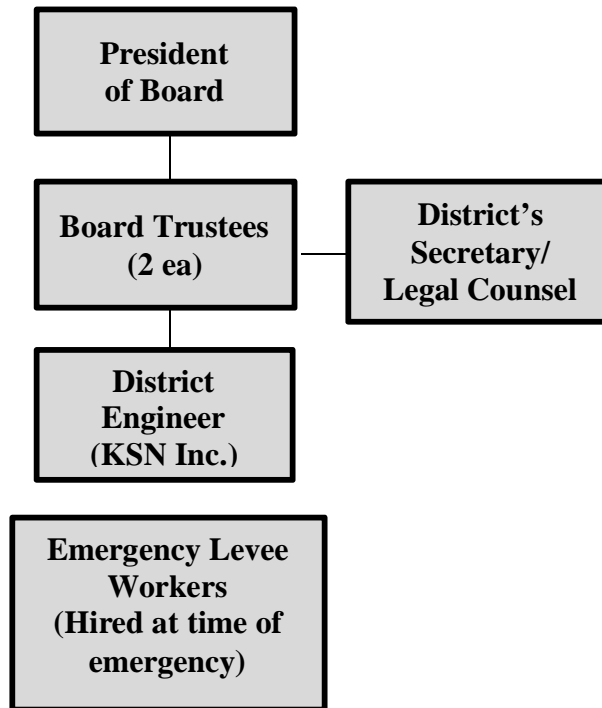 President
of Board
Board Trustees
(2 ea)
District’s
Secretary/
Legal Counsel
District
Engineer
(KSN Inc.)
Emergency Levee
Workers
(Hired at time of
emergency)